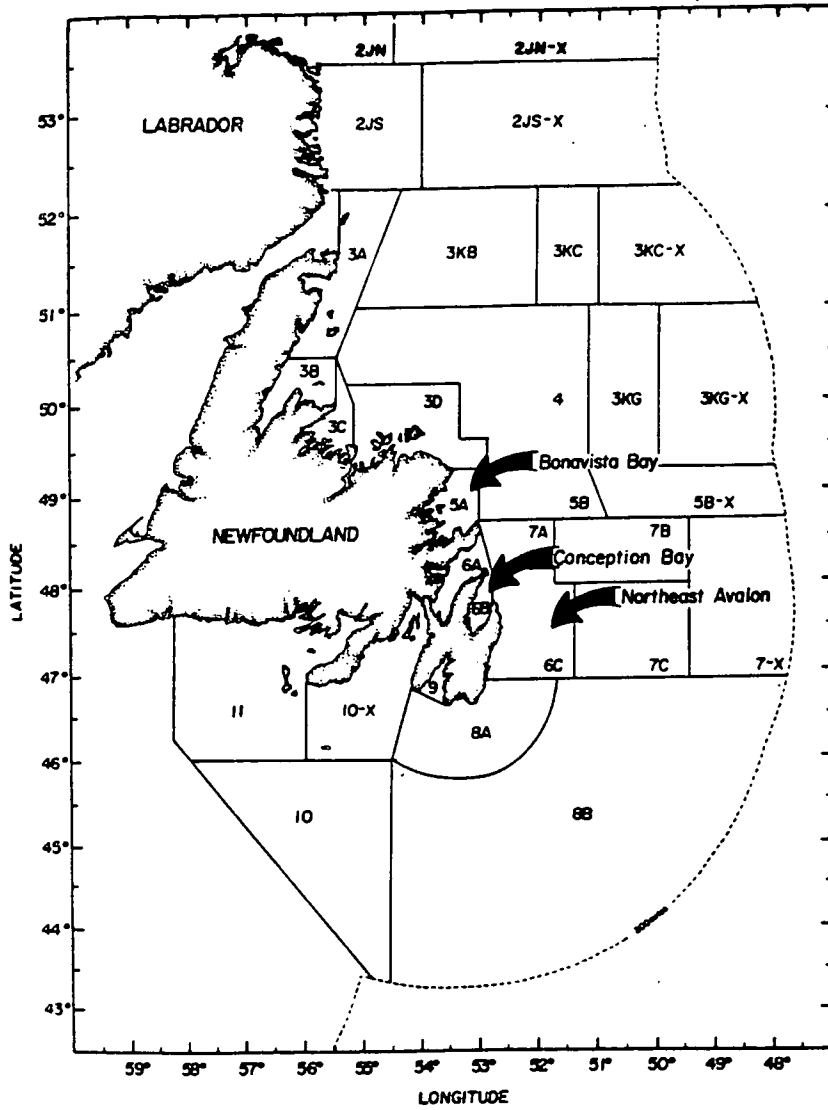 2JN 2JN-X
53° LABRADOR 2JS 2JS-X
52°
3A 3KB 3KC 3KC-X
51°
3B
50° 3C 3D 4 3KG 3KG-X
Bonavista Bay
49° 5A 5B 5B-X
NEWFOUNDLAND 7A 7B
6A Conception Bay
48° 6B Northeast Avalon
47° 6C 7C 7-X
9
11 10-X 8A
46°
10 8B
45°
44°
43°
LATITUDE
59° 58° 57° 56° 55° 54° 53° 52° 51° 50° 49° 48°
LONGITUDE